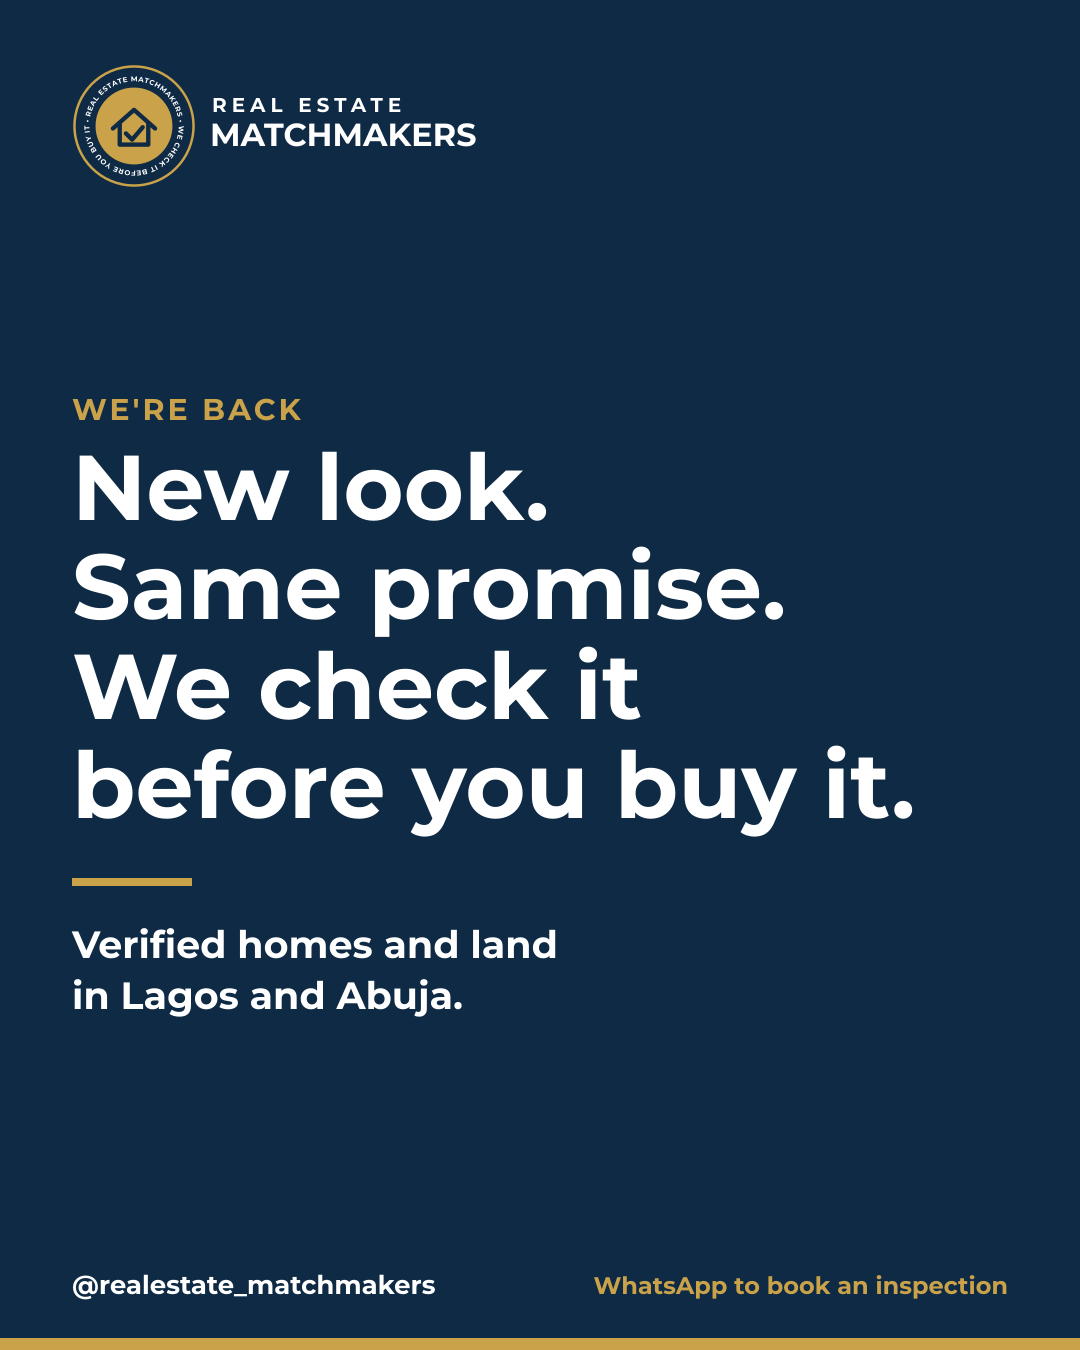 REAL ESTATE MATCHMAKERS • WE CHECK IT BEFORE YOU BUY IT •
REAL ESTATE
MATCHMAKERS
WE'RE BACK
New look.
Same promise.
We check it
before you buy it.
Verified homes and land
in Lagos and Abuja.
@realestate_matchmakers
WhatsApp to book an inspection